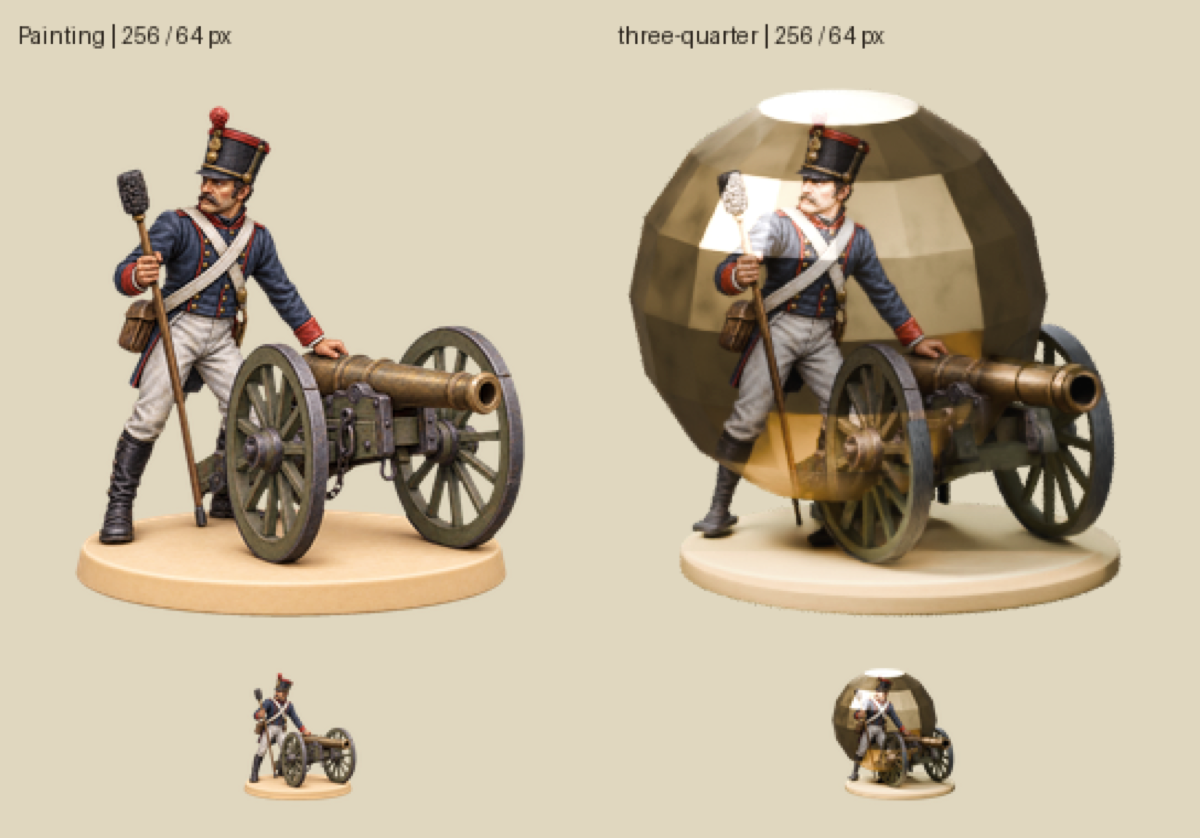 Painting | 256 / 64 px
three-quarter | 256 / 64 px